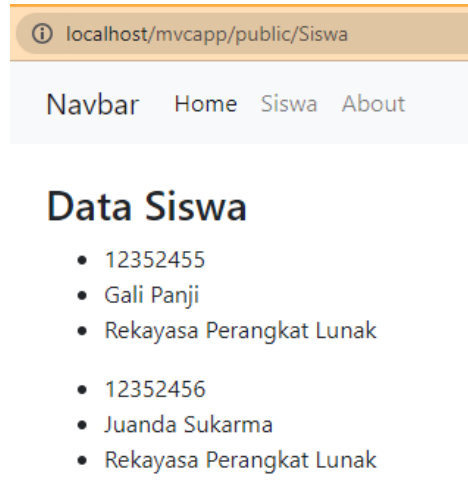 localhost/mvcapp/public/Siswa
Navbar Home Siswa About
Data Siswa
12352455
Gali Panji
Rekayasa Perangkat Lunak
12352456
Juanda Sukarma
Rekayasa Perangkat Lunak